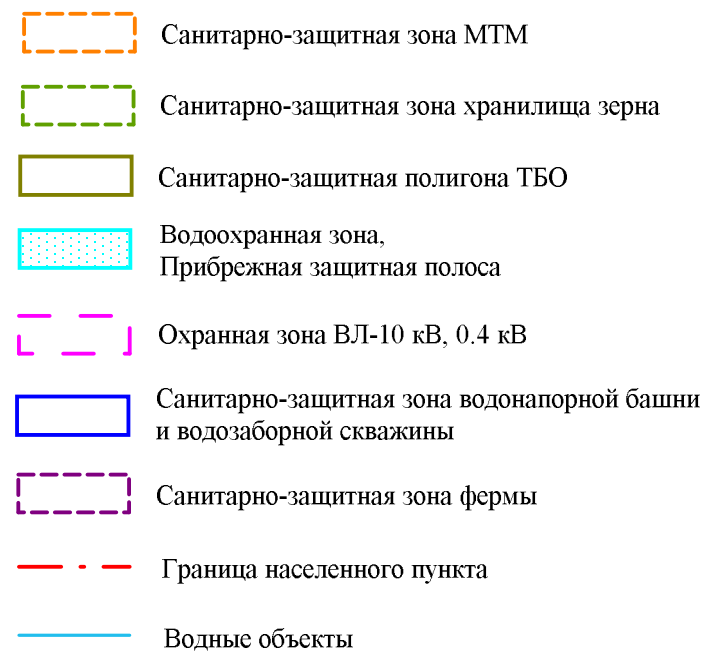 Санитарно-защитная зона МТМ
Санитарно-защитная зона хранилища зерна
Санитарно-защитная полигона ТБО
Водоохранная зона,
Прибрежная защитная полоса
Охранная зона ВЛ-10 кВ, 0.4 кВ
Санитарно-защитная зона водонапорной башни
и водозаборной скважины
Санитарно-защитная зона фермы
Граница населенного пункта
Водные объекты